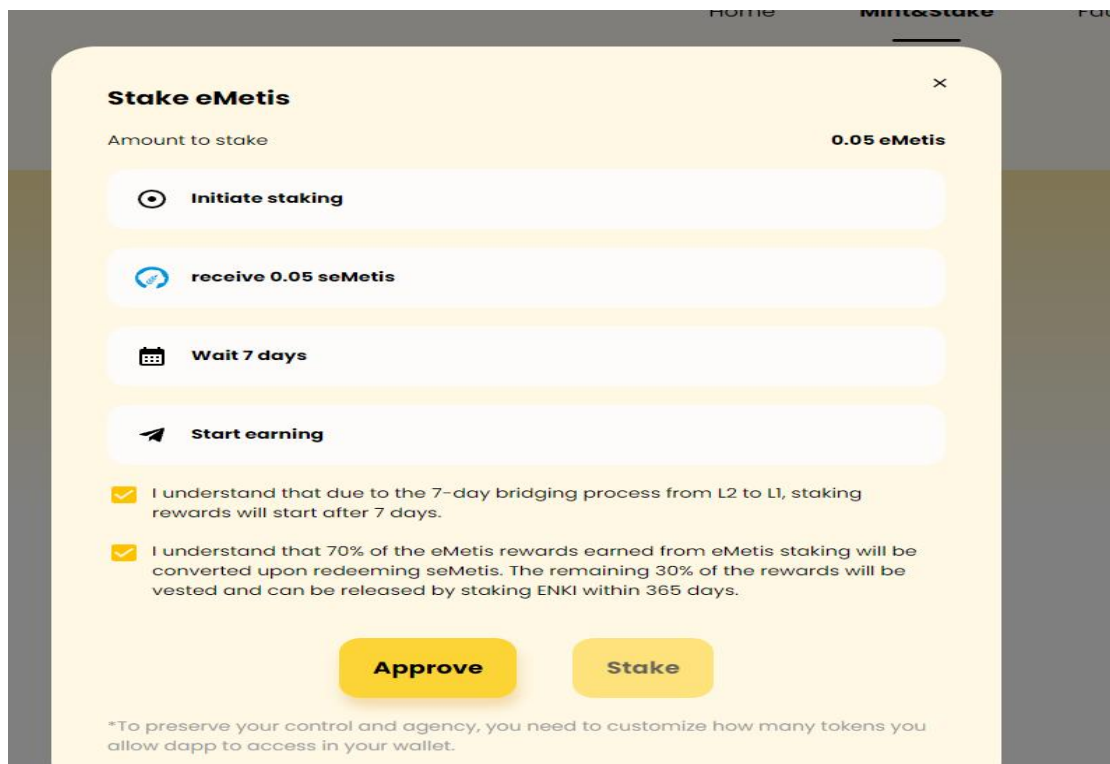 Home Mint&Stake
Stake eMetis
×
Amount to stake 0.05 eMetis
Initiate staking
receive 0.05 seMetis
Wait 7 days
Start earning
I understand that due to the 7-day bridging process from L2 to L1, staking
rewards will start after 7 days.
I understand that 70% of the eMetis rewards earned from eMetis staking will be
converted upon redeeming seMetis. The remaining 30% of the rewards will be
vested and can be released by staking ENKI within 365 days.
Approve Stake
*To preserve your control and agency, you need to customize how many tokens you
allow dapp to access in your wallet.